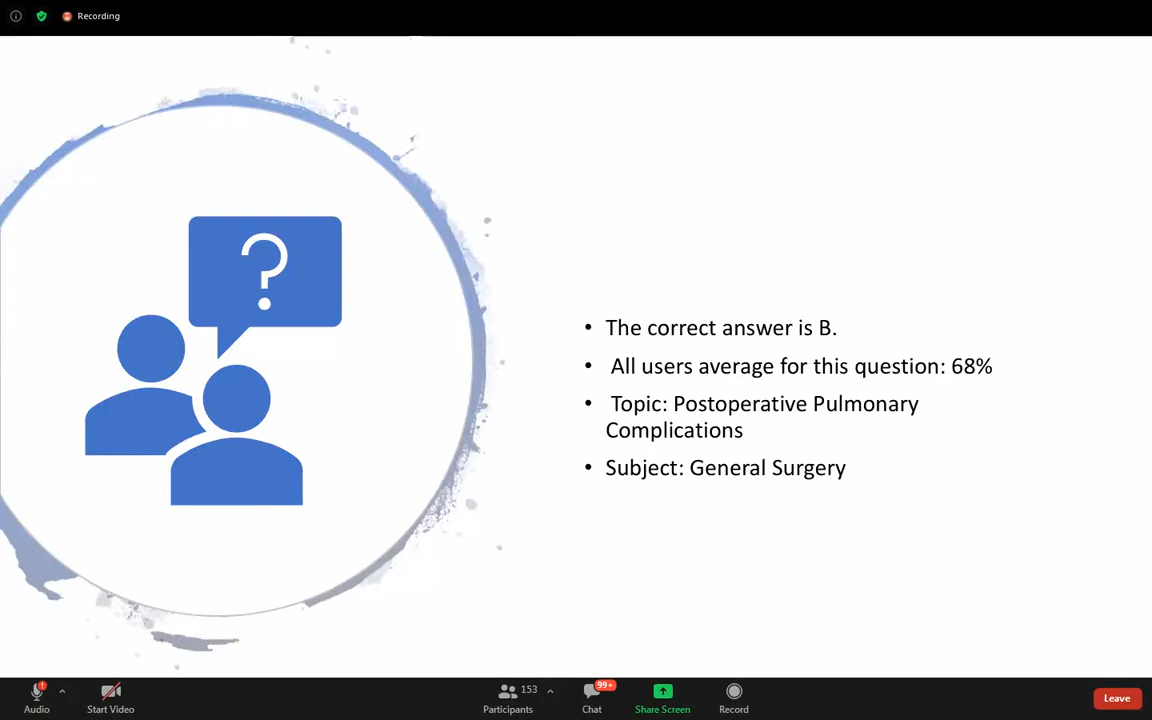 Recording
?
• The correct answer is B.
• All users average for this question: 68%
• Topic: Postoperative Pulmonary
Complications
• Subject: General Surgery
Audio
Start Video
153
Participants
99+
Chat
Share Screen
Record
Leave